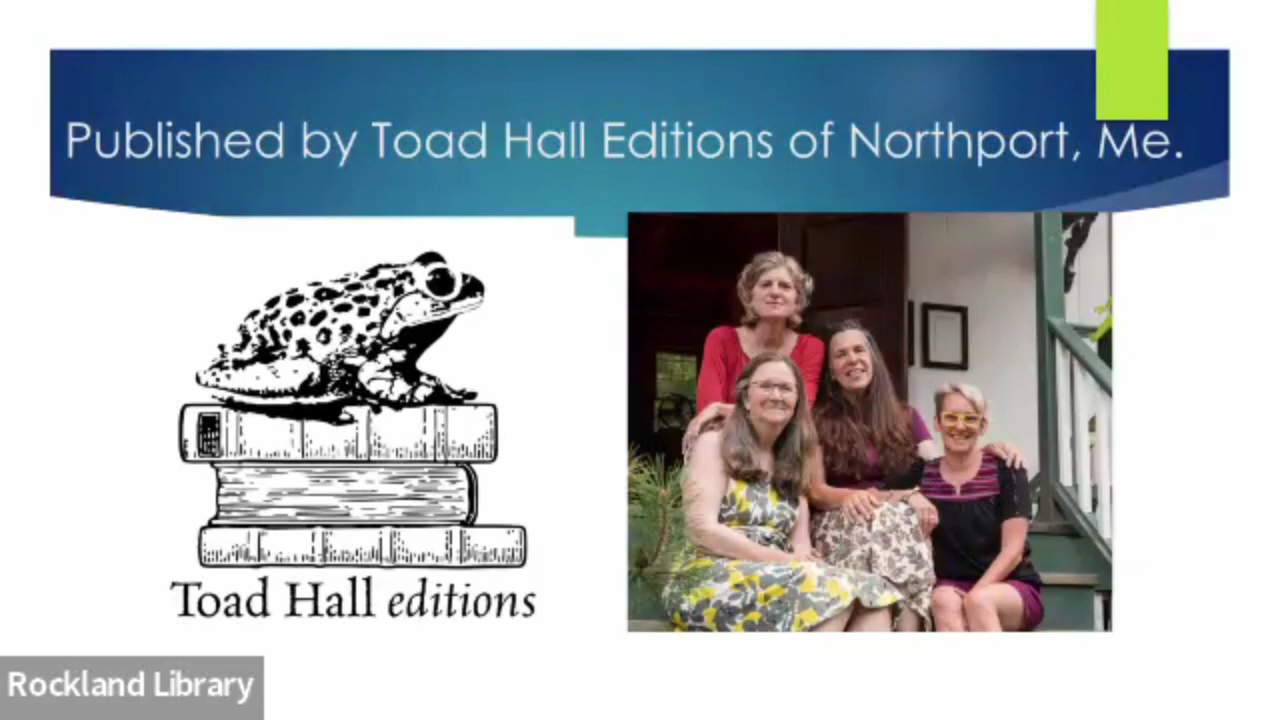 Published by Toad Hall Editions of Northport, Me.
Toad Hall editions
Rockland Library